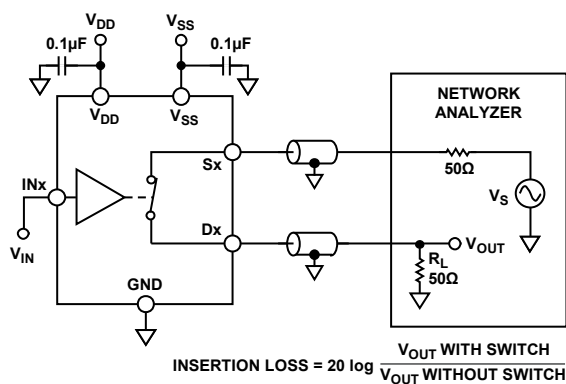 VDD
VSS
0.1µF
0.1µF
VDD
VSS
NETWORK
ANALYZER
Sx
50Ω
INx
VS
VIN
Dx
VOUT
RL
50Ω
GND
INSERTION LOSS = 20 log VOUT WITH SWITCH
VOUT WITHOUT SWITCH